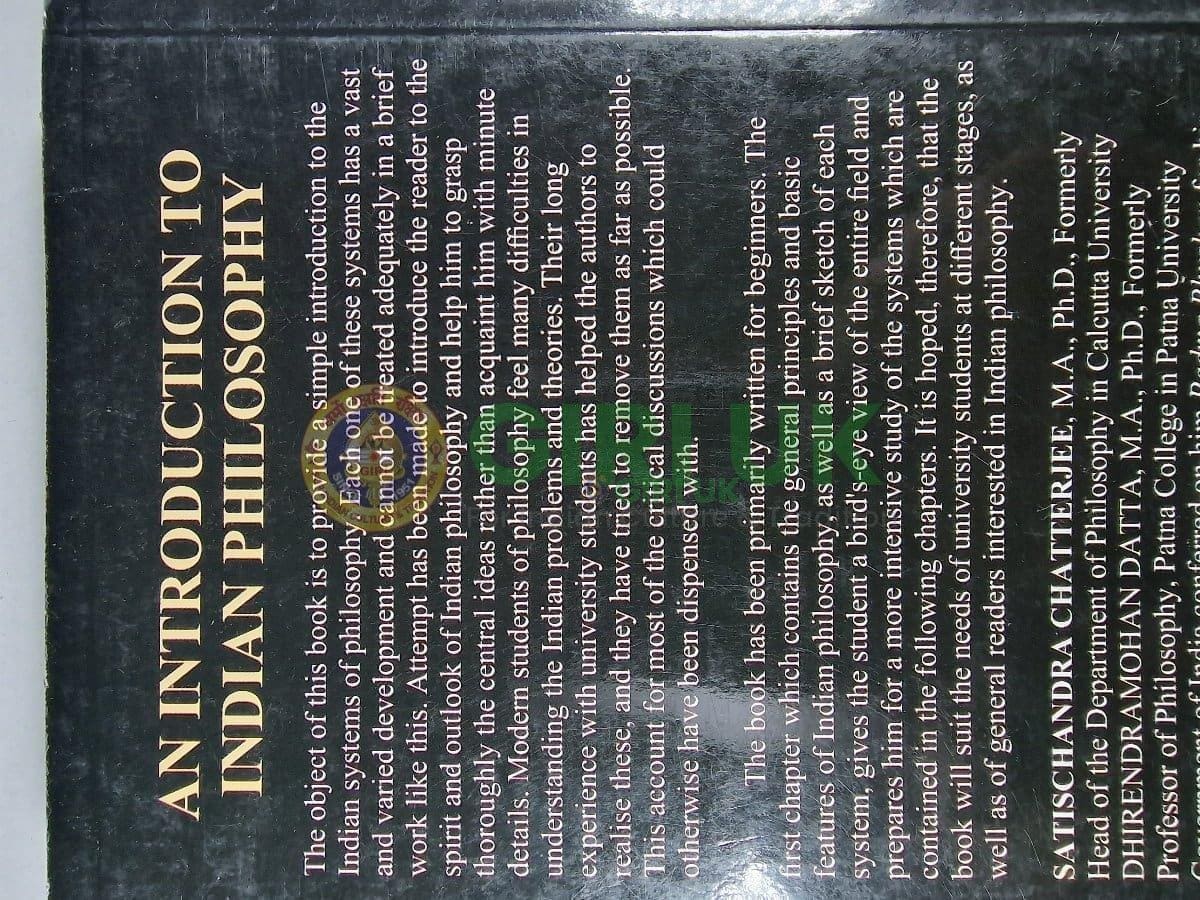 AN INTRODUCTION TO
INDIAN PHILOSOPHY
The object of this book is to provide a simple introduction to the
Indian systems of philosophy. Each one of these systems has a vast
and varied development and cannot be treated adequately in a brief
work like this. Attempt has been made to introduce the reader to the
spirit and outlook of Indian philosophy and help him to grasp
thoroughly the central ideas rather than acquaint him with minute
details. Modern students of philosophy feel many difficulties in
understanding the Indian problems and theories. Their long
experience with university students has helped the authors to
realise these, and they have tried to remove them as far as possible.
This account for most of the critical discussions which could
otherwise have been dispensed with.
The book has been primarily written for beginners. The
first chapter which contains the general principles and basic
features of Indian philosophy, as well as a brief sketch of each
system, gives the student a bird's-eye view of the entire field and
prepares him for a more intensive study of the systems which are
contained in the following chapters. It is hoped, therefore, that the
book will suit the needs of university students at different stages, as
well as of general readers interested in Indian philosophy.
SATISCHANDRA CHATTERJEE, M.A., Ph.D., Formerly
Head of the Department of Philosophy in Calcutta University
DHIRENDRAMOHAN DATTA, M.A., Ph.D., Formerly
Professor of Philosophy, Patna College in Patna University
GIRI UK
GIRI UK